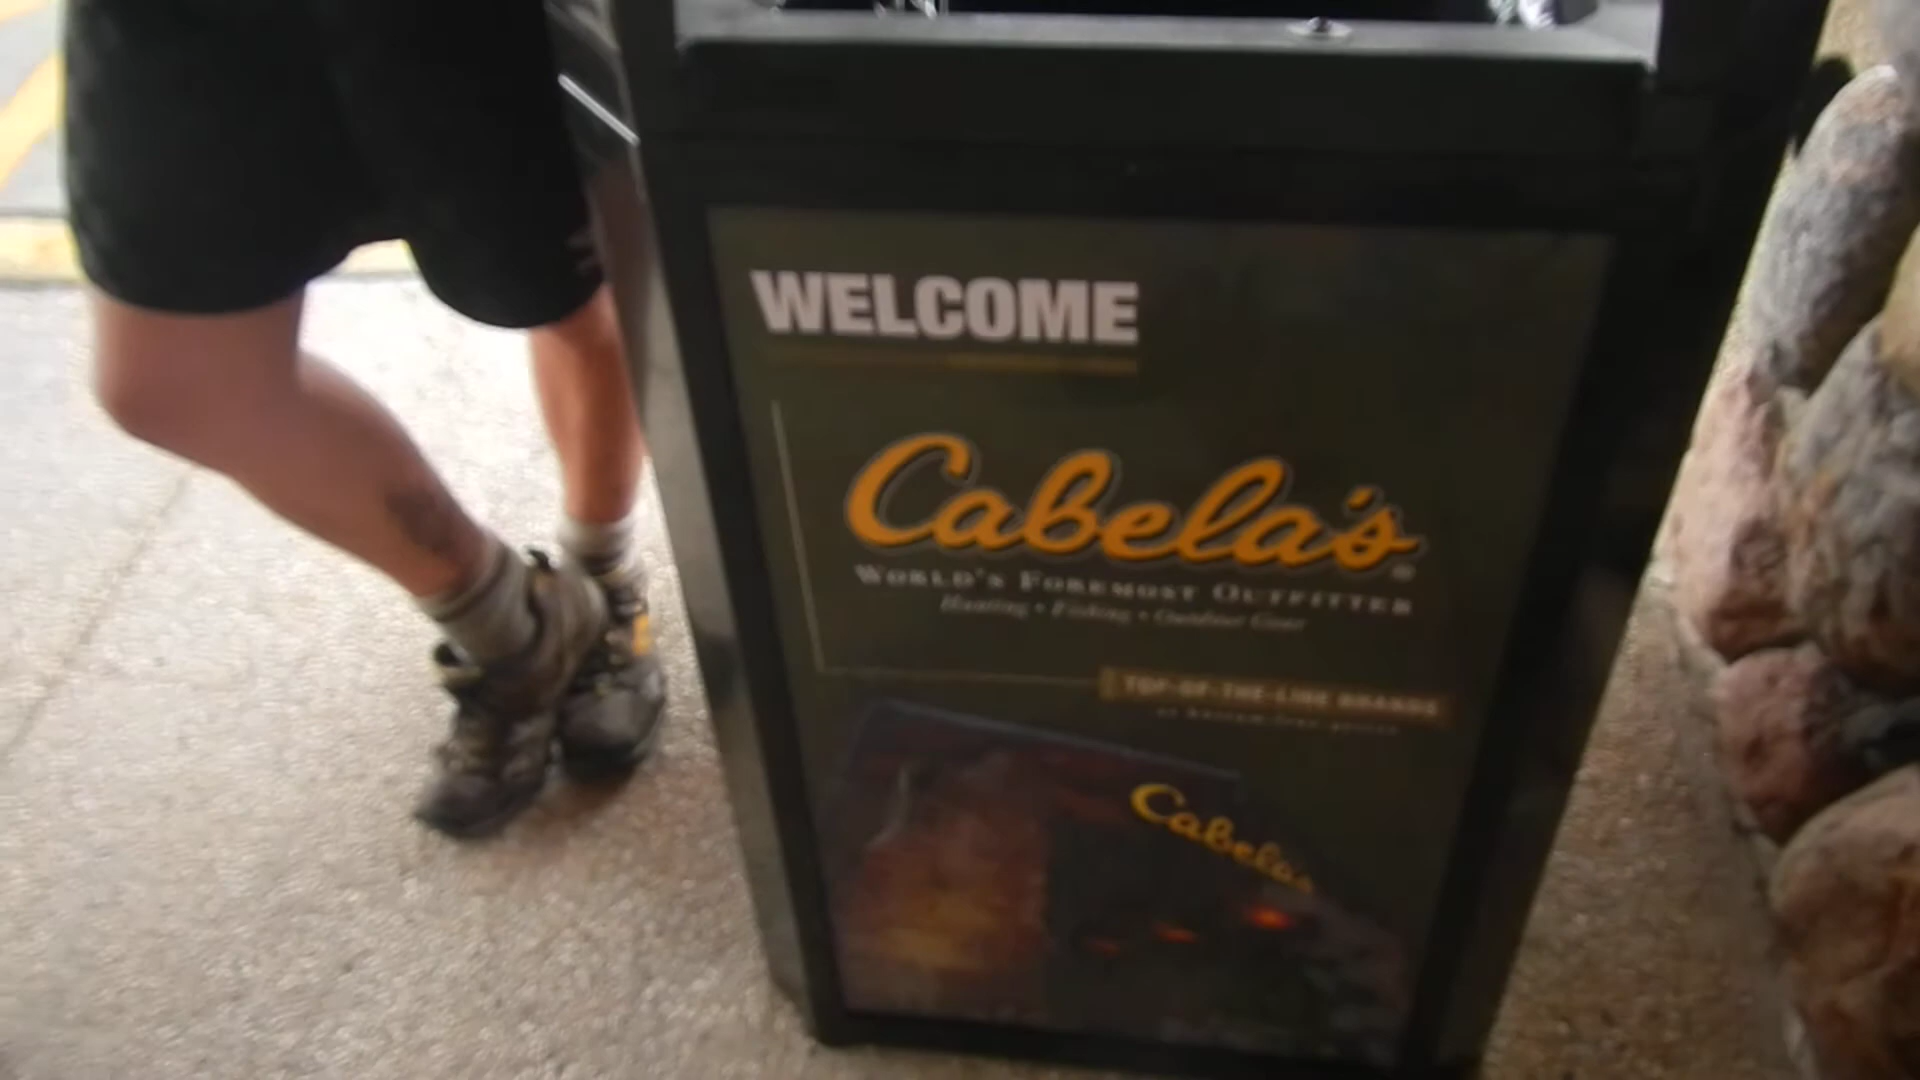 WELCOME
Cabela's®
WORLD'S FOREMOST OUTFITTER
Hunting • Fishing • Outdoor Gear
TOP-OF-THE-LINE BRANDS
Cabela's